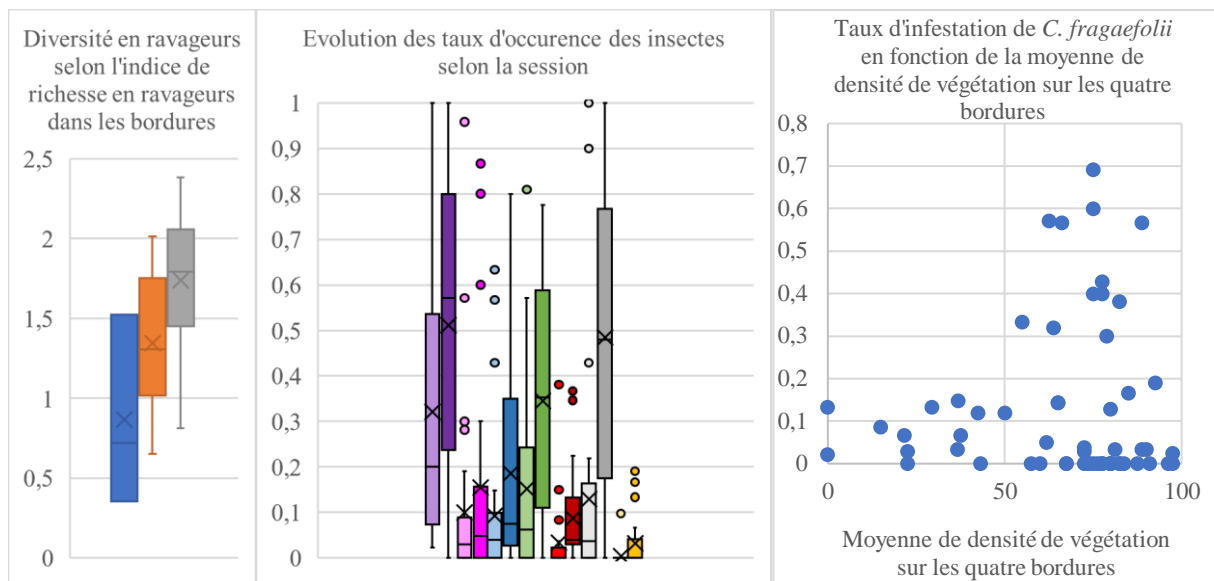 Diversité en ravageurs
selon l'indice de
richesse en ravageurs
dans les bordures
2,5
2
1,5
1
0,5
0
Evolution des taux d'occurence des insectes
selon la session
1
0,9
0,8
0,7
0,6
0,5
0,4
0,3
0,2
0,1
0
Taux d'infestation de C. fragaefolii
en fonction de la moyenne de
densité de végétation sur les quatre
bordures
0,8
0,7
0,6
0,5
0,4
0,3
0,2
0,1
0
0 50 100
Moyenne de densité de végétation
sur les quatre bordures